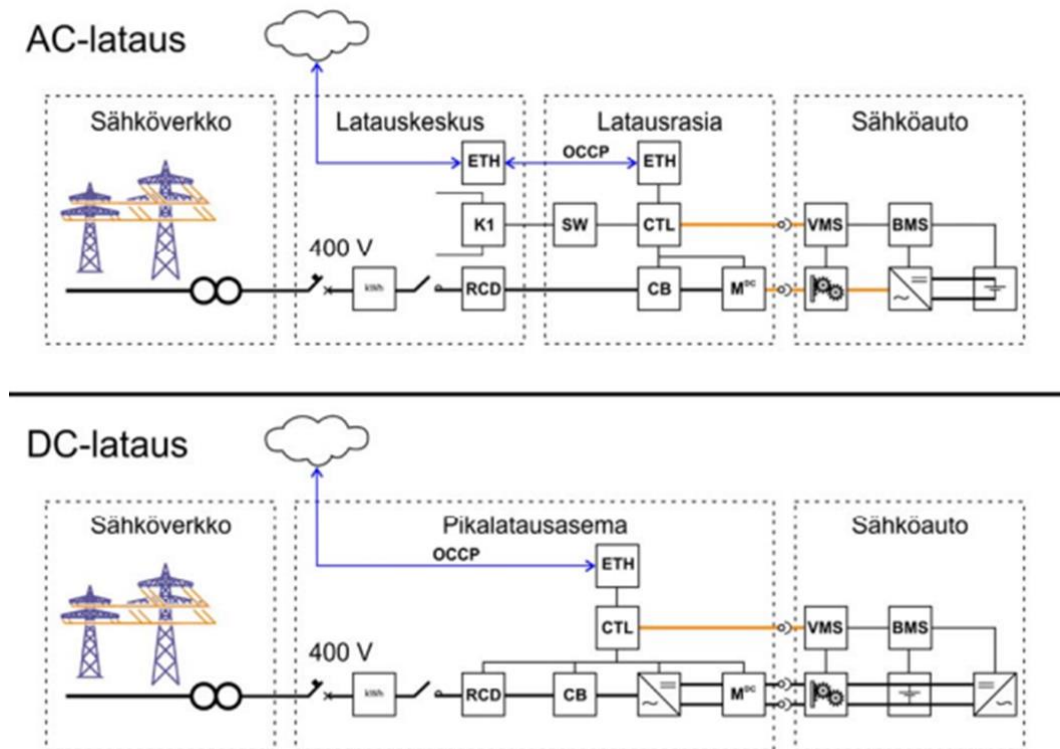 AC-lataus
Sähköverkko
Latauskeskus
Latausrasia
Sähköauto
ETH
OCCP
ETH
K1
SW
CTL
VMS
BMS
400 V
kWh
RCD
CB
M DC
DC-lataus
Sähköverkko
Pikalatausasema
Sähköauto
OCCP
ETH
CTL
VMS
BMS
400 V
kWh
RCD
CB
M DC